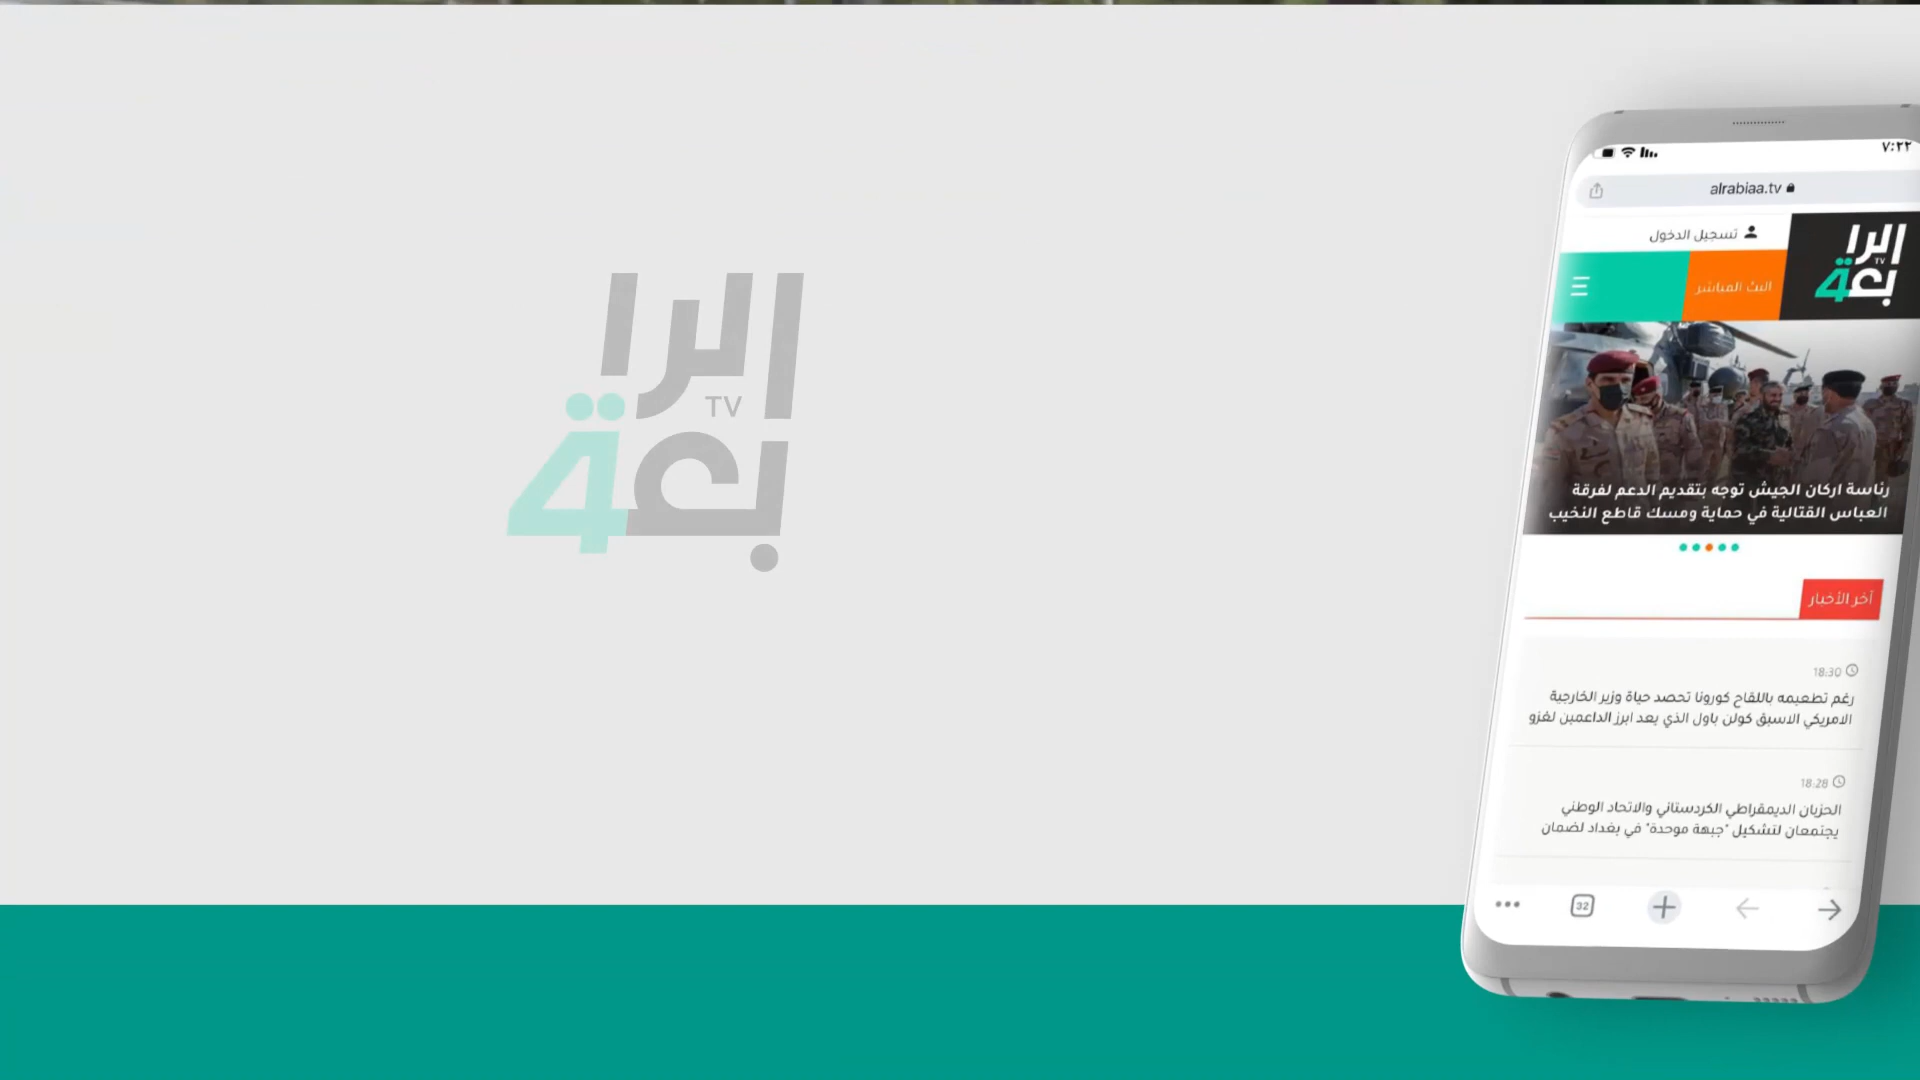 الرا
TV
بعة
٧:٢٢
alrabiaa.tv
تسجيل الدخول
البث المباشر
الرا
TV
بعة
رئاسة اركان الجيش توجه بتقديم الدعم لفرقة
العباس القتالية في حماية ومسك قاطع النخيب
آخر الأخبار
18:30
رغم تطعيمه باللقاح كورونا تحصد حياة وزير الخارجية
الامريكي الاسبق كولن باول الذي يعد ابرز الداعمين لغزو
18:28
الحزبان الديمقراطي الكردستاني والاتحاد الوطني
يجتمعان لتشكيل "جبهة موحدة" في بغداد لضمان
32